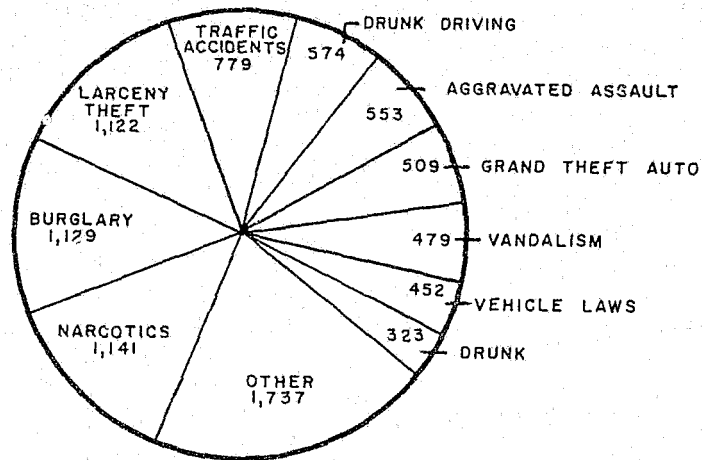 TRAFFIC
ACCIDENTS
779
574
DRUNK DRIVING
553
AGGRAVATED ASSAULT
509
GRAND THEFT AUTO
479
VANDALISM
452
VEHICLE LAWS
323
DRUNK
OTHER
1,737
NARCOTICS
1,141
BURGLARY
1,129
LARCENY
THEFT
1,122